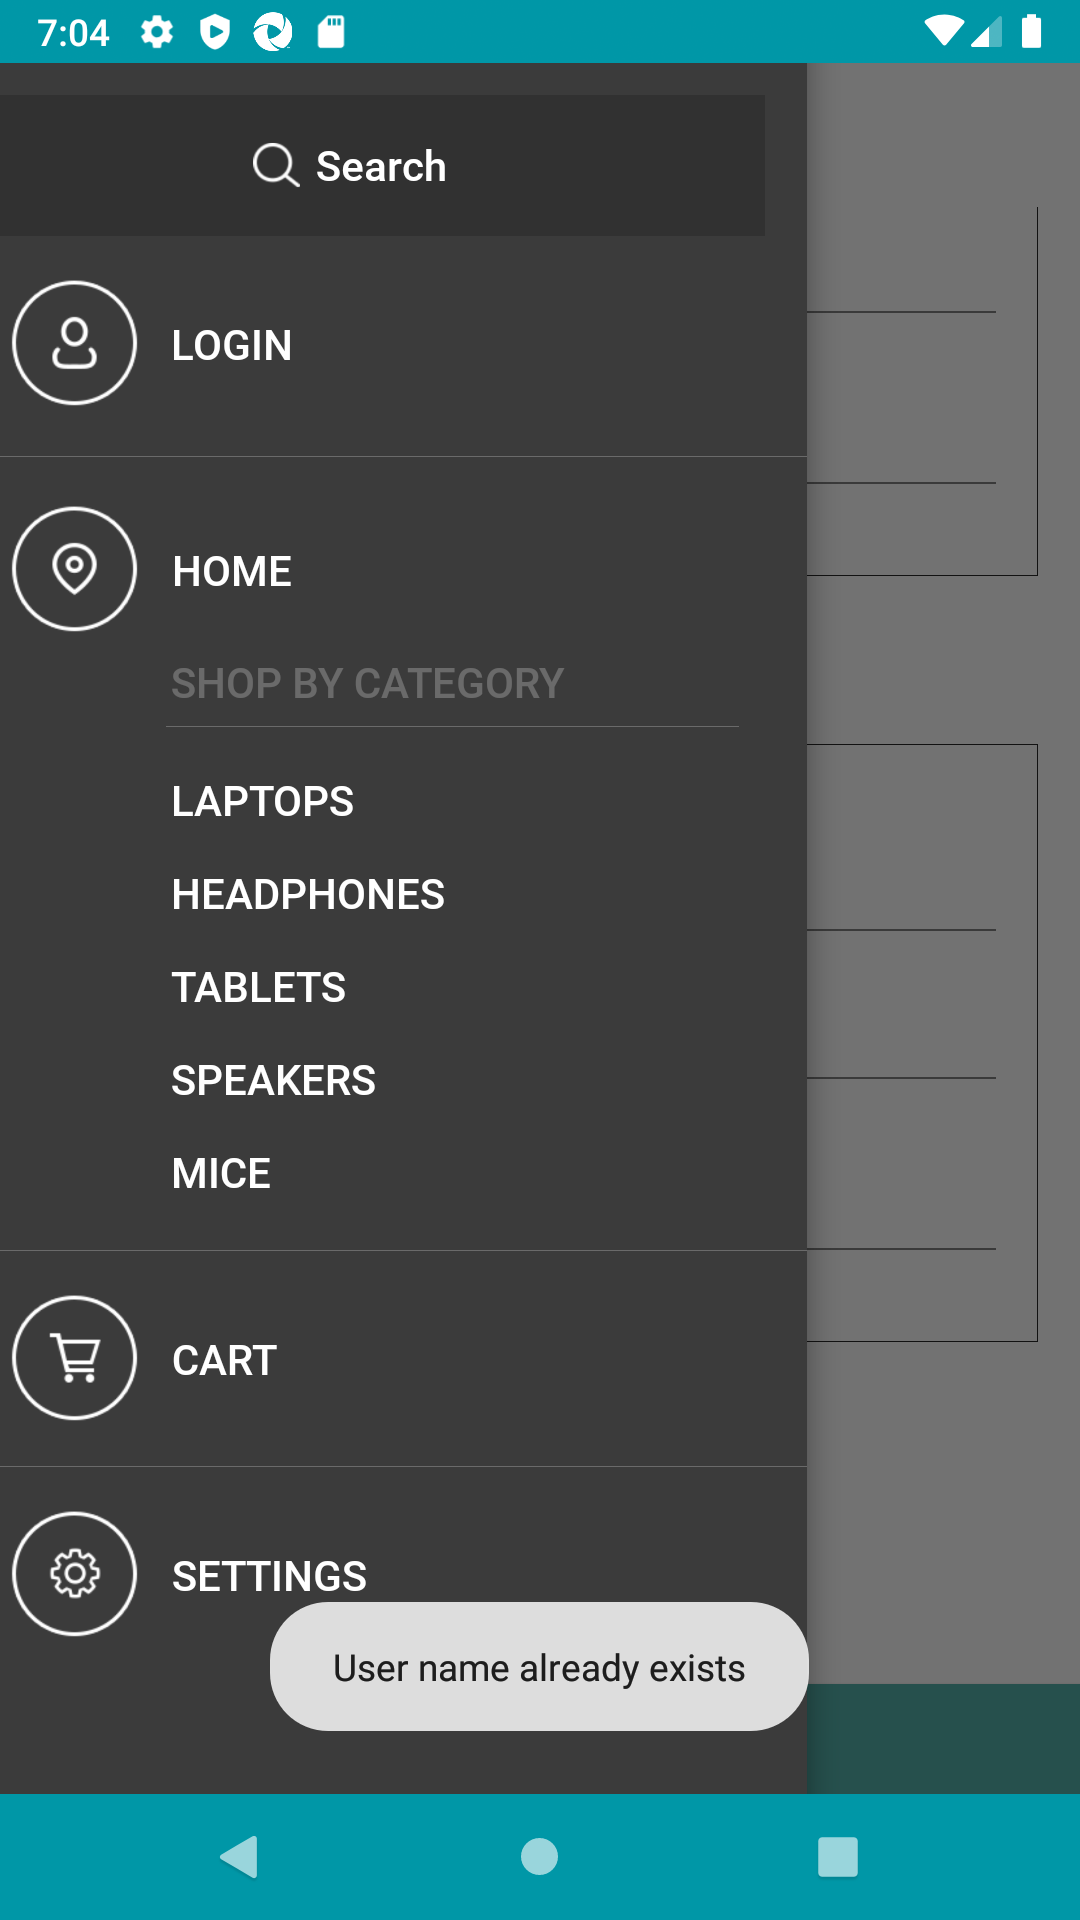 7:04
Search
LOGIN
HOME
SHOP BY CATEGORY
LAPTOPS
HEADPHONES
TABLETS
SPEAKERS
MICE
CART
SETTINGS
User name already exists